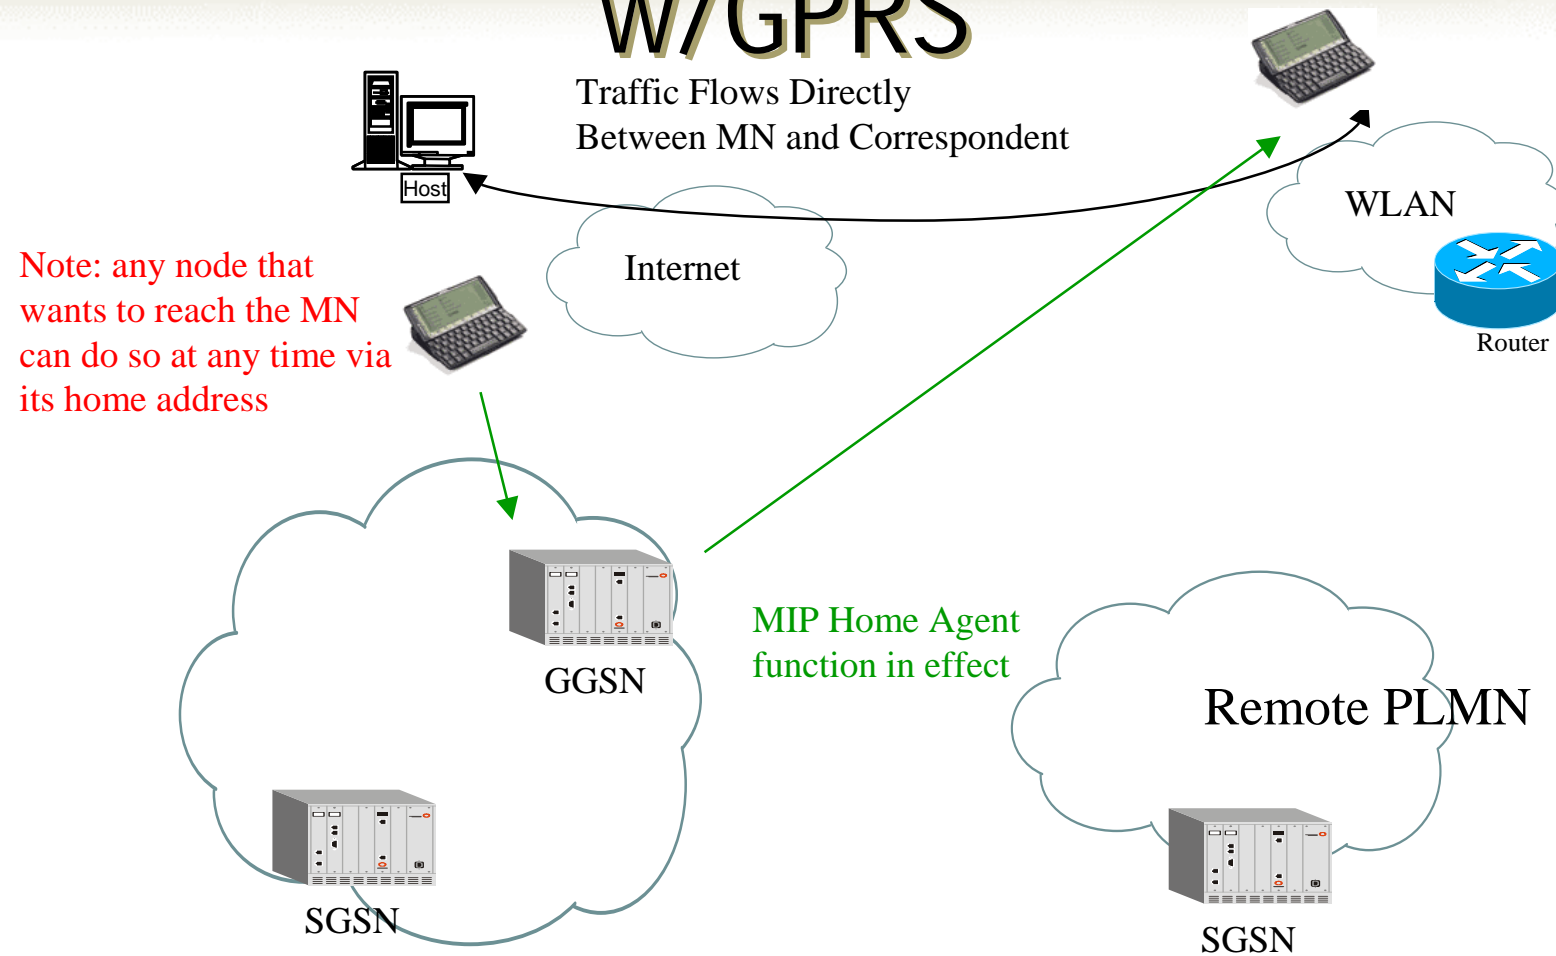 w/GPRS
Traffic Flows Directly
Between MN and Correspondent
Host
WLAN
Internet
Router
Note: any node that
wants to reach the MN
can do so at any time via
its home address
MIP Home Agent
function in effect
GGSN
Remote PLMN
SGSN
SGSN